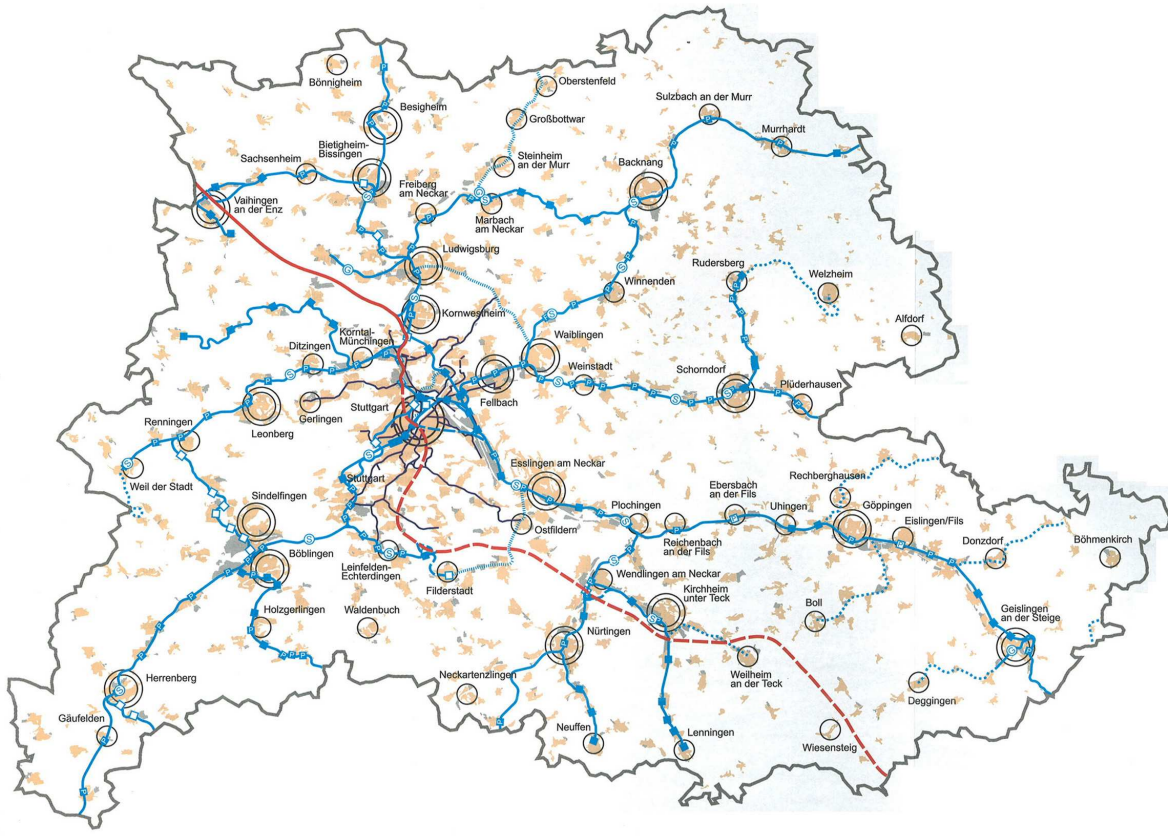 Bönnigheim
Oberstenfeld
Besigheim
Großbottwar
Sulzbach an der Murr
Murrhardt
Bietigheim-
Bissingen
Sachsenheim
Steinheim
an der Murr
Backnang
Freiberg
am Neckar
Vaihingen
an der Enz
Marbach
am Neckar
Ludwigsburg
Rudersberg
Welzheim
Winnenden
Kornwestheim
Alfdorf
Korntal-
Münchingen
Ditzingen
Waiblingen
Weinstadt
Schorndorf
Plüderhausen
Fellbach
Stuttgart
Gerlingen
Leonberg
Renningen
Weil der Stadt
Stuttgart
Esslingen am Neckar
Rechberghausen
Ebersbach
an der Fils
Göppingen
Sindelfingen
Plochingen
Uhingen
Eislingen/Fils
Ostfildern
Reichenbach
an der Fils
Donzdorf
Böhmenkirch
Böblingen
Leinfelden-
Echterdingen
Filderstadt
Wendlingen am Neckar
Kirchheim
unter Teck
Boll
Geislingen
an der Steige
Holzgerlingen
Waldenbuch
Nürtingen
Weilheim
an der Teck
Neckartenzlingen
Deggingen
Herrenberg
Gäufelden
Neuffen
Lenningen
Wiesensteig